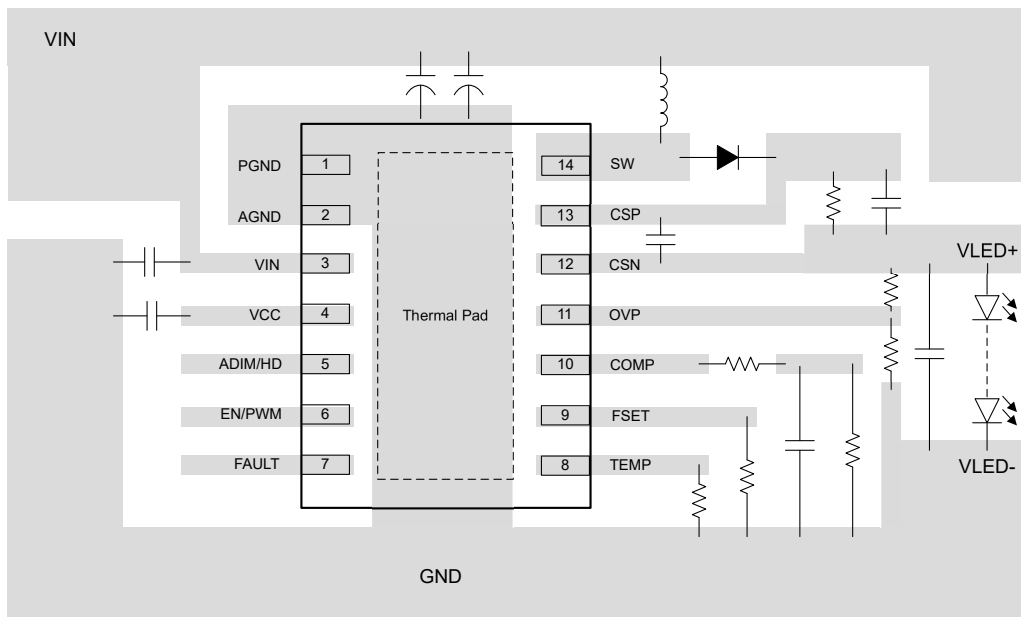 VIN
PGND 1 14 SW
AGND 2 13 CSP
VIN 3 12 CSN VLED+
VCC 4 Thermal Pad 11 OVP
ADIM/HD 5 10 COMP
EN/PWM 6 9 FSET
FAULT 7 8 TEMP VLED-
GND